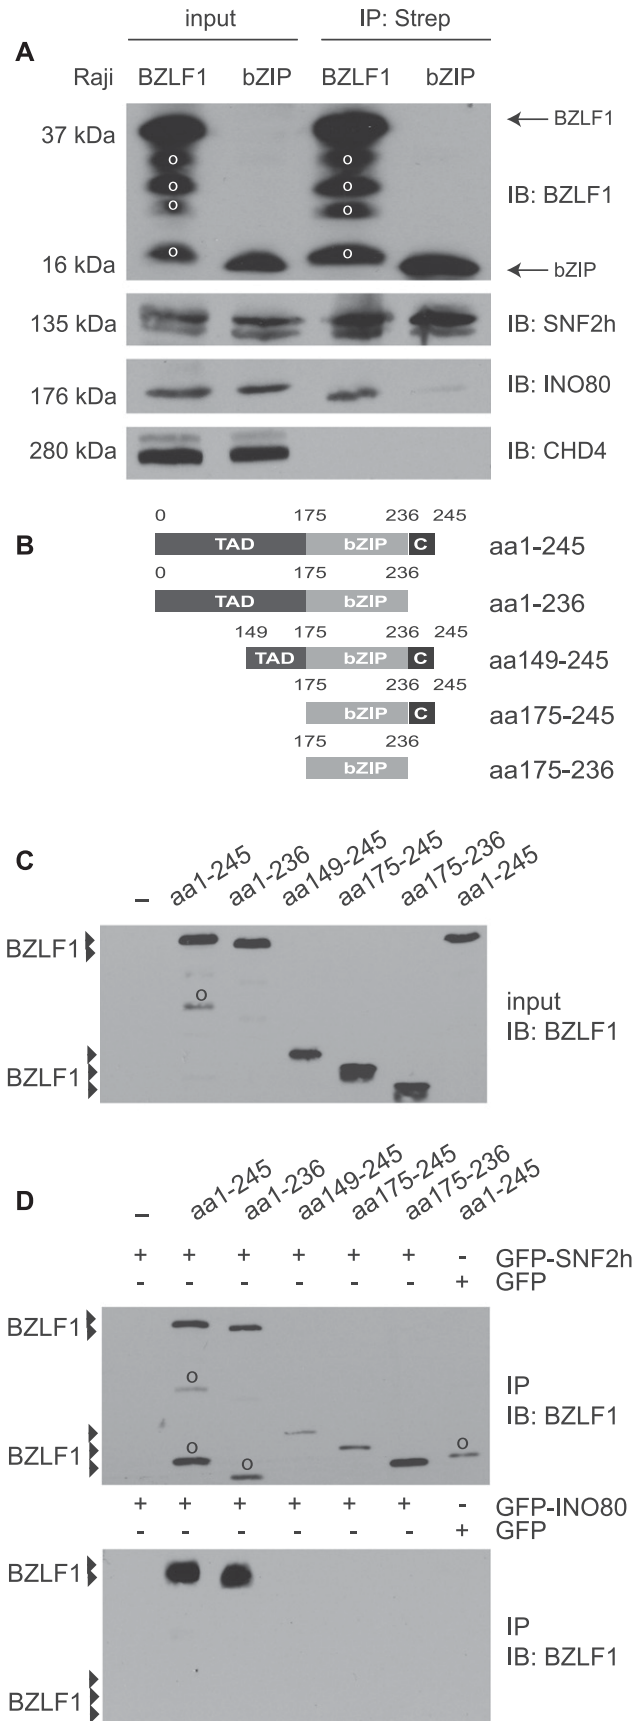 input IP: Strep
A
Raji BZLF1 bZIP BZLF1 bZIP
37 kDa BZLF1
o o
o o
o o
IB: BZLF1
o o
16 kDa bZIP
135 kDa IB: SNF2h
176 kDa IB: INO80
280 kDa IB: CHD4
B
0 175 236 245
TAD bZIP C aa1-245
0 175 236
TAD bZIP aa1-236
149 175 236 245
TAD bZIP C aa149-245
175 236 245
bZIP C aa175-245
175 236
bZIP aa175-236
C
– aa1-245 aa1-236 aa149-245 aa175-245 aa175-236 aa1-245
BZLF1
o
input
IB: BZLF1
BZLF1
D
– aa1-245 aa1-236 aa149-245 aa175-245 aa175-236 aa1-245
+ + + + + + - GFP-SNF2h
- - - - - - + GFP
BZLF1
o
IP
IB: BZLF1
BZLF1 o o o
+ + + + + + - GFP-INO80
- - - - - - + GFP
BZLF1
IP
IB: BZLF1
BZLF1